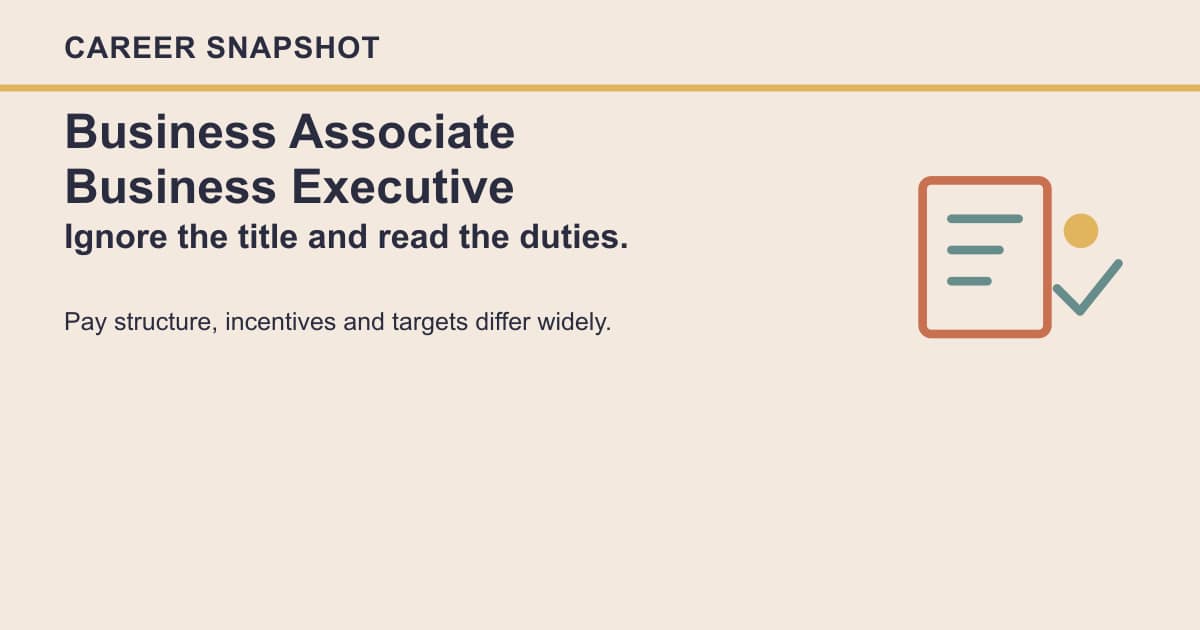 CAREER SNAPSHOT
Business Associate
Business Executive
Ignore the title and read the duties.
Pay structure, incentives and targets differ widely.